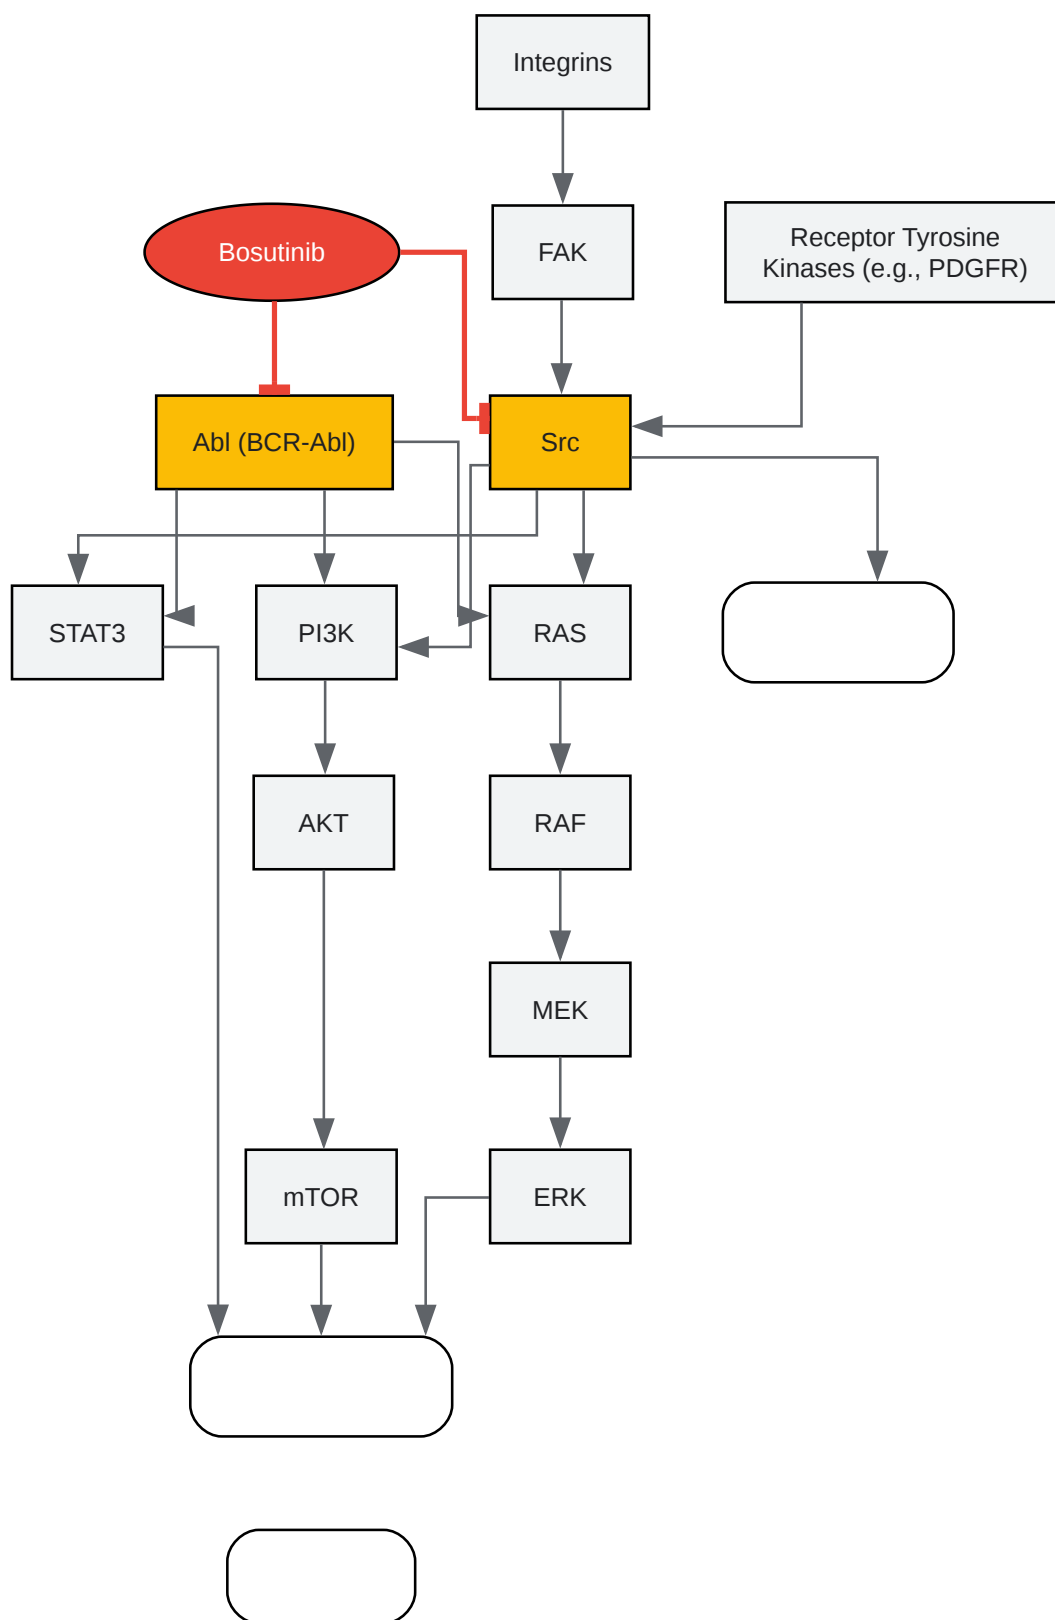 Integrins
Bosutinib
FAK
Receptor Tyrosine
Kinases (e.g., PDGFR)
Abl (BCR-Abl)
Src
STAT3
PI3K
RAS
AKT
RAF
MEK
mTOR
ERK